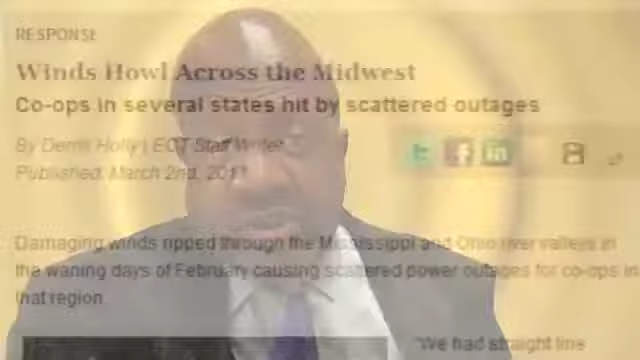 RESPONSE
Winds Howl Across the Midwest
Co-ops in several states hit by scattered outages
By Derrill Holly | ECT Staff Writer
Published: March 2nd, 2011
t f in
Damaging winds ripped through the Mississippi and Ohio river valleys in
the waning days of February causing scattered power outages for co-ops in
that region
"We had straight line